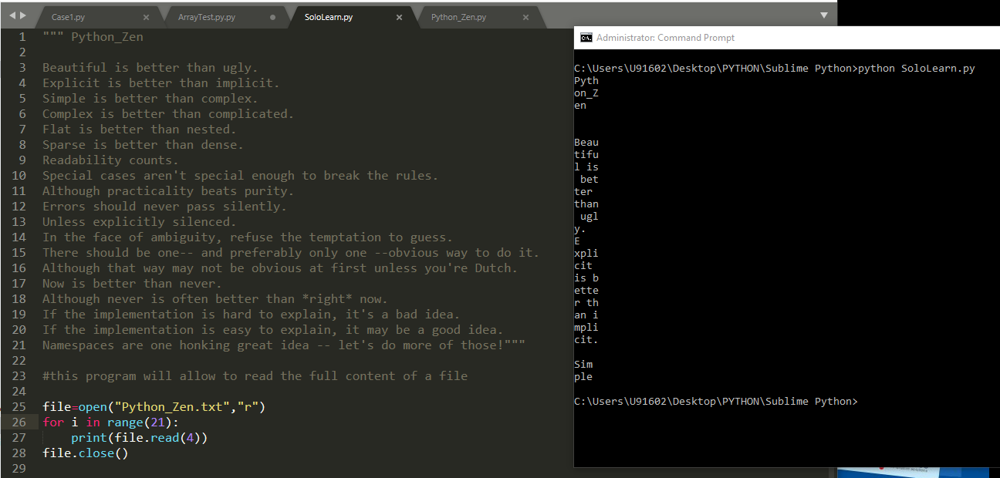 Case1.py × ArrayTest.py.py SoloLearn.py × Python_Zen.py ×
1 """ Python_Zen
2
3 Beautiful is better than ugly.
4 Explicit is better than implicit.
5 Simple is better than complex.
6 Complex is better than complicated.
7 Flat is better than nested.
8 Sparse is better than dense.
9 Readability counts.
10 Special cases aren't special enough to break the rules.
11 Although practicality beats purity.
12 Errors should never pass silently.
13 Unless explicitly silenced.
14 In the face of ambiguity, refuse the temptation to guess.
15 There should be one-- and preferably only one --obvious way to do it.
16 Although that way may not be obvious at first unless you're Dutch.
17 Now is better than never.
18 Although never is often better than *right* now.
19 If the implementation is hard to explain, it's a bad idea.
20 If the implementation is easy to explain, it may be a good idea.
21 Namespaces are one honking great idea -- let's do more of those!"""
22
23 #this program will allow to read the full content of a file
24
25 file=open("Python_Zen.txt","r")
26 for i in range(21):
27     print(file.read(4))
28 file.close()
29
Administrator: Command Prompt
C:\Users\U91602\Desktop\PYTHON\Sublime Python>python SoloLearn.py
Pyth
on_Z
en
Beau
tifu
l is
 bet
ter
than
 ugl
y.
E
xpli
cit
is b
ette
r th
an i
mpli
cit.
Sim
ple
C:\Users\U91602\Desktop\PYTHON\Sublime Python>